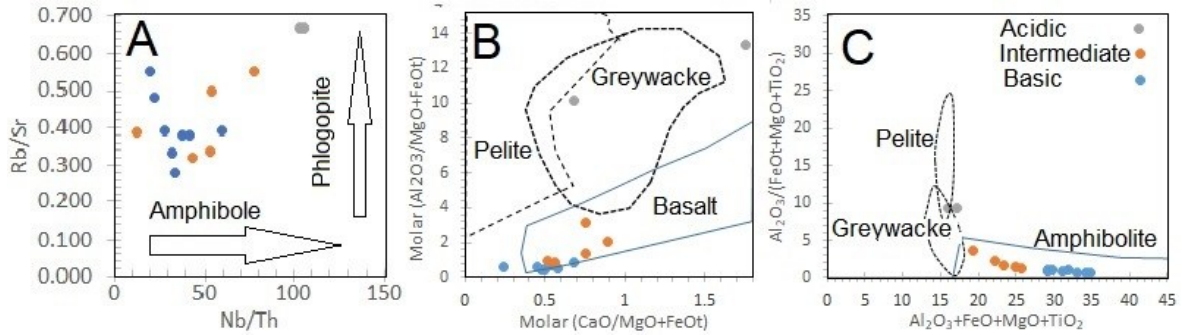 A
0.700
0.600
0.500
0.400
0.300
0.200
0.100
0.000
Rb/Sr
Amphibole
Phlogopite
0
50
100
150
Nb/Th
B
14
12
10
8
6
4
2
0
Molar (Al2O3/MgO+FeOt)
Greywacke
Pelite
Basalt
0
0.5
1
1.5
Molar (CaO/MgO+FeOt)
C
35
30
25
20
15
10
5
0
Al₂O₃/(FeOt+MgO+TiO₂)
Acidic
Intermediate
Basic
Pelite
Greywacke
Amphibolite
0
5
10
15
20
25
30
35
40
45
Al₂O₃+FeO+MgO+TiO₂